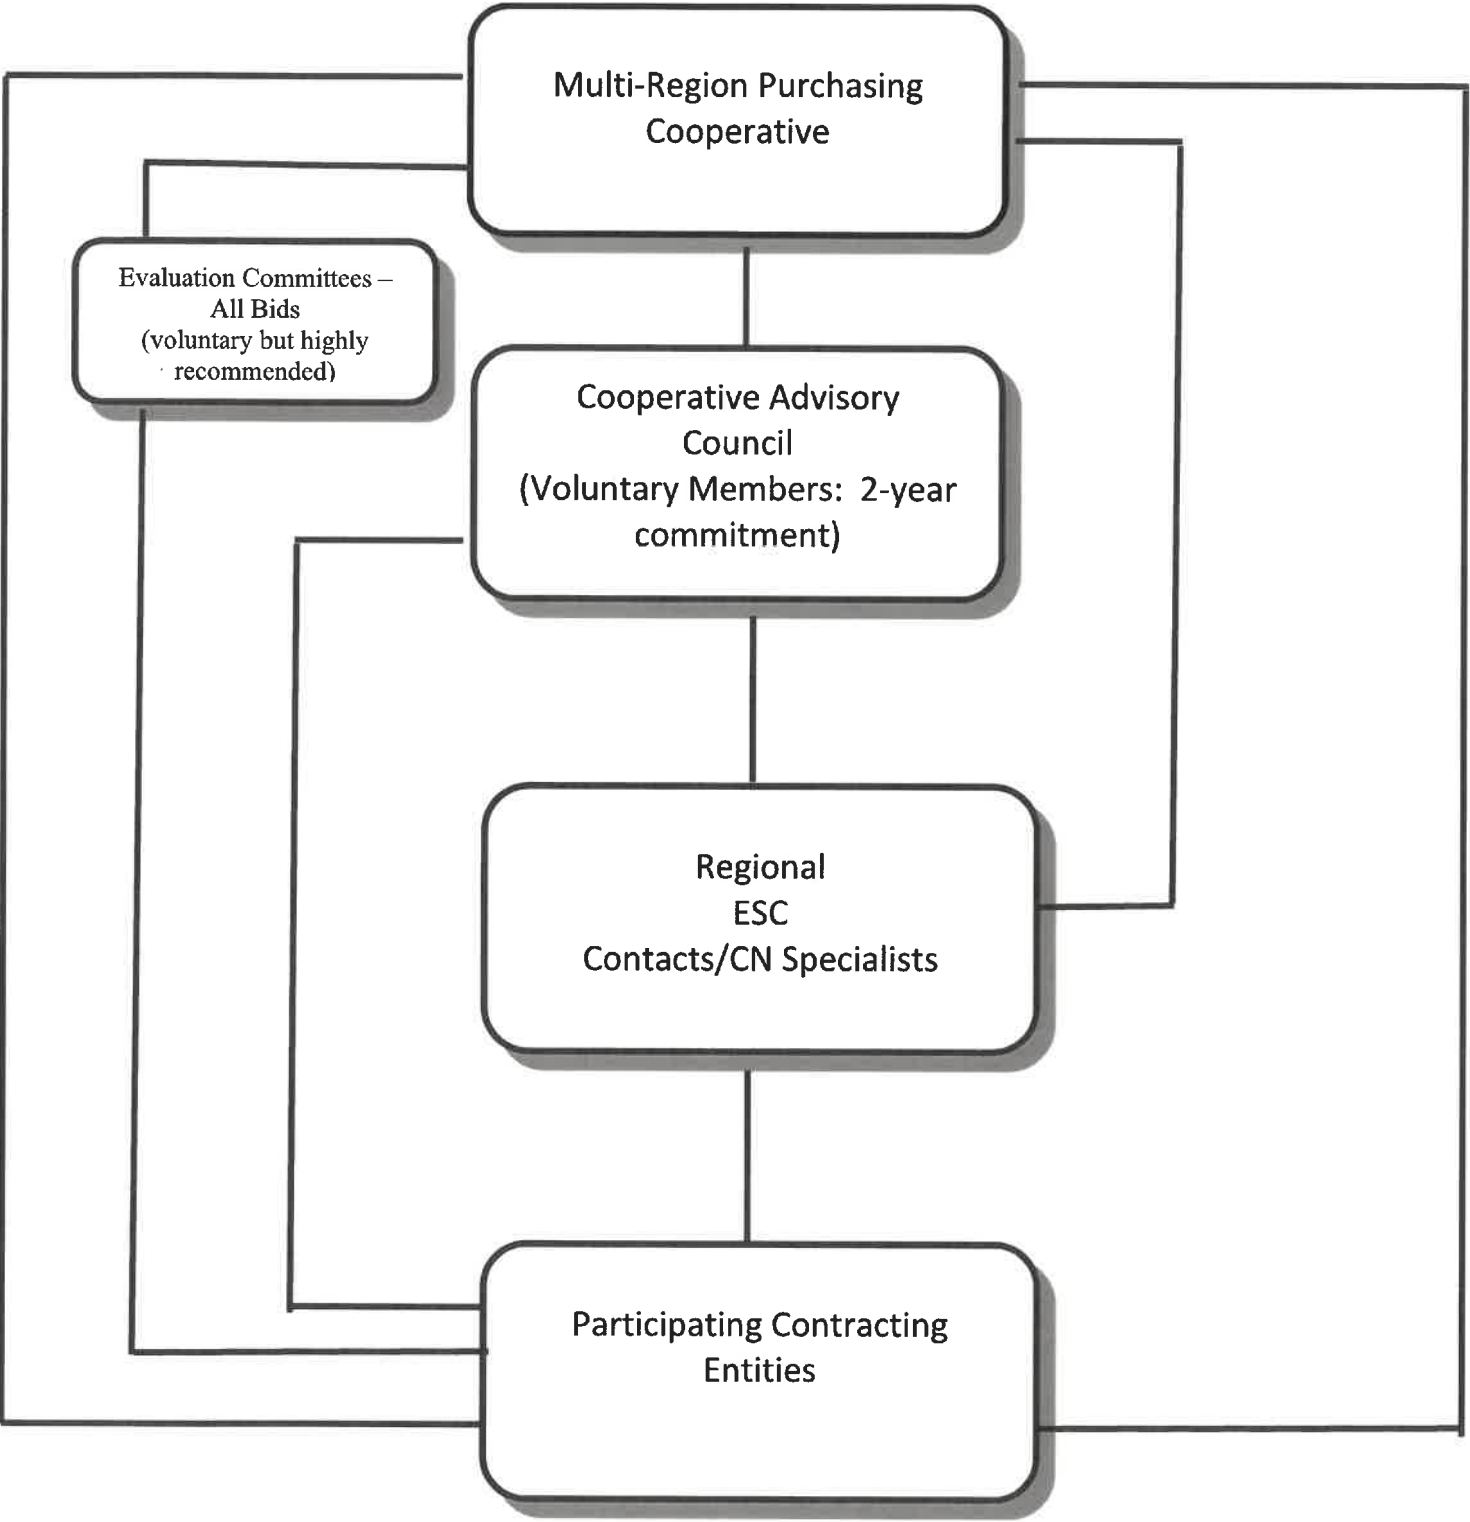 Multi-Region Purchasing
Cooperative
Evaluation Committees –
All Bids
(voluntary but highly
recommended)
Cooperative Advisory
Council
(Voluntary Members:  2-year
commitment)
Regional
ESC
Contacts/CN Specialists
Participating Contracting
Entities